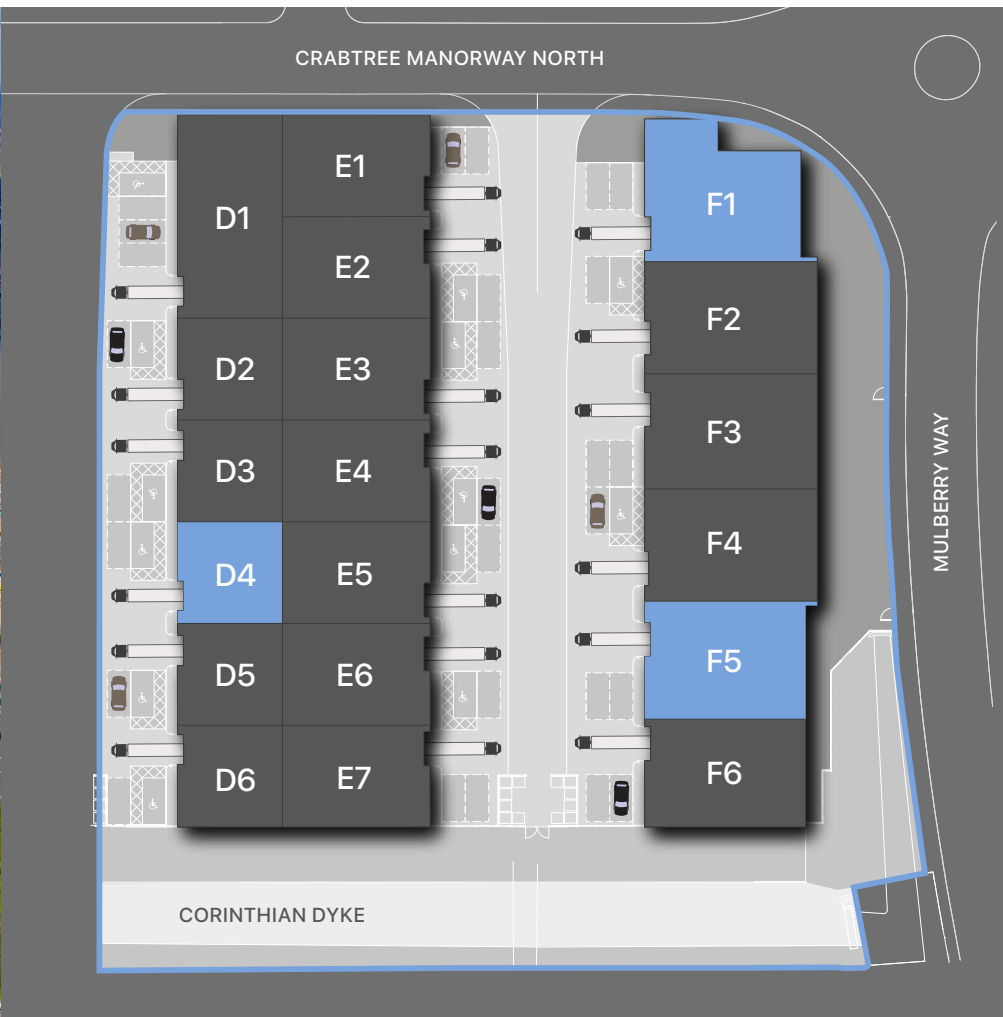 CRABTREE MANORWAY NORTH
D1
E1
E2
D2
E3
D3
E4
D4
E5
D5
E6
D6
E7
F1
F2
F3
F4
F5
F6
MULBERRY WAY
CORINTHIAN DYKE